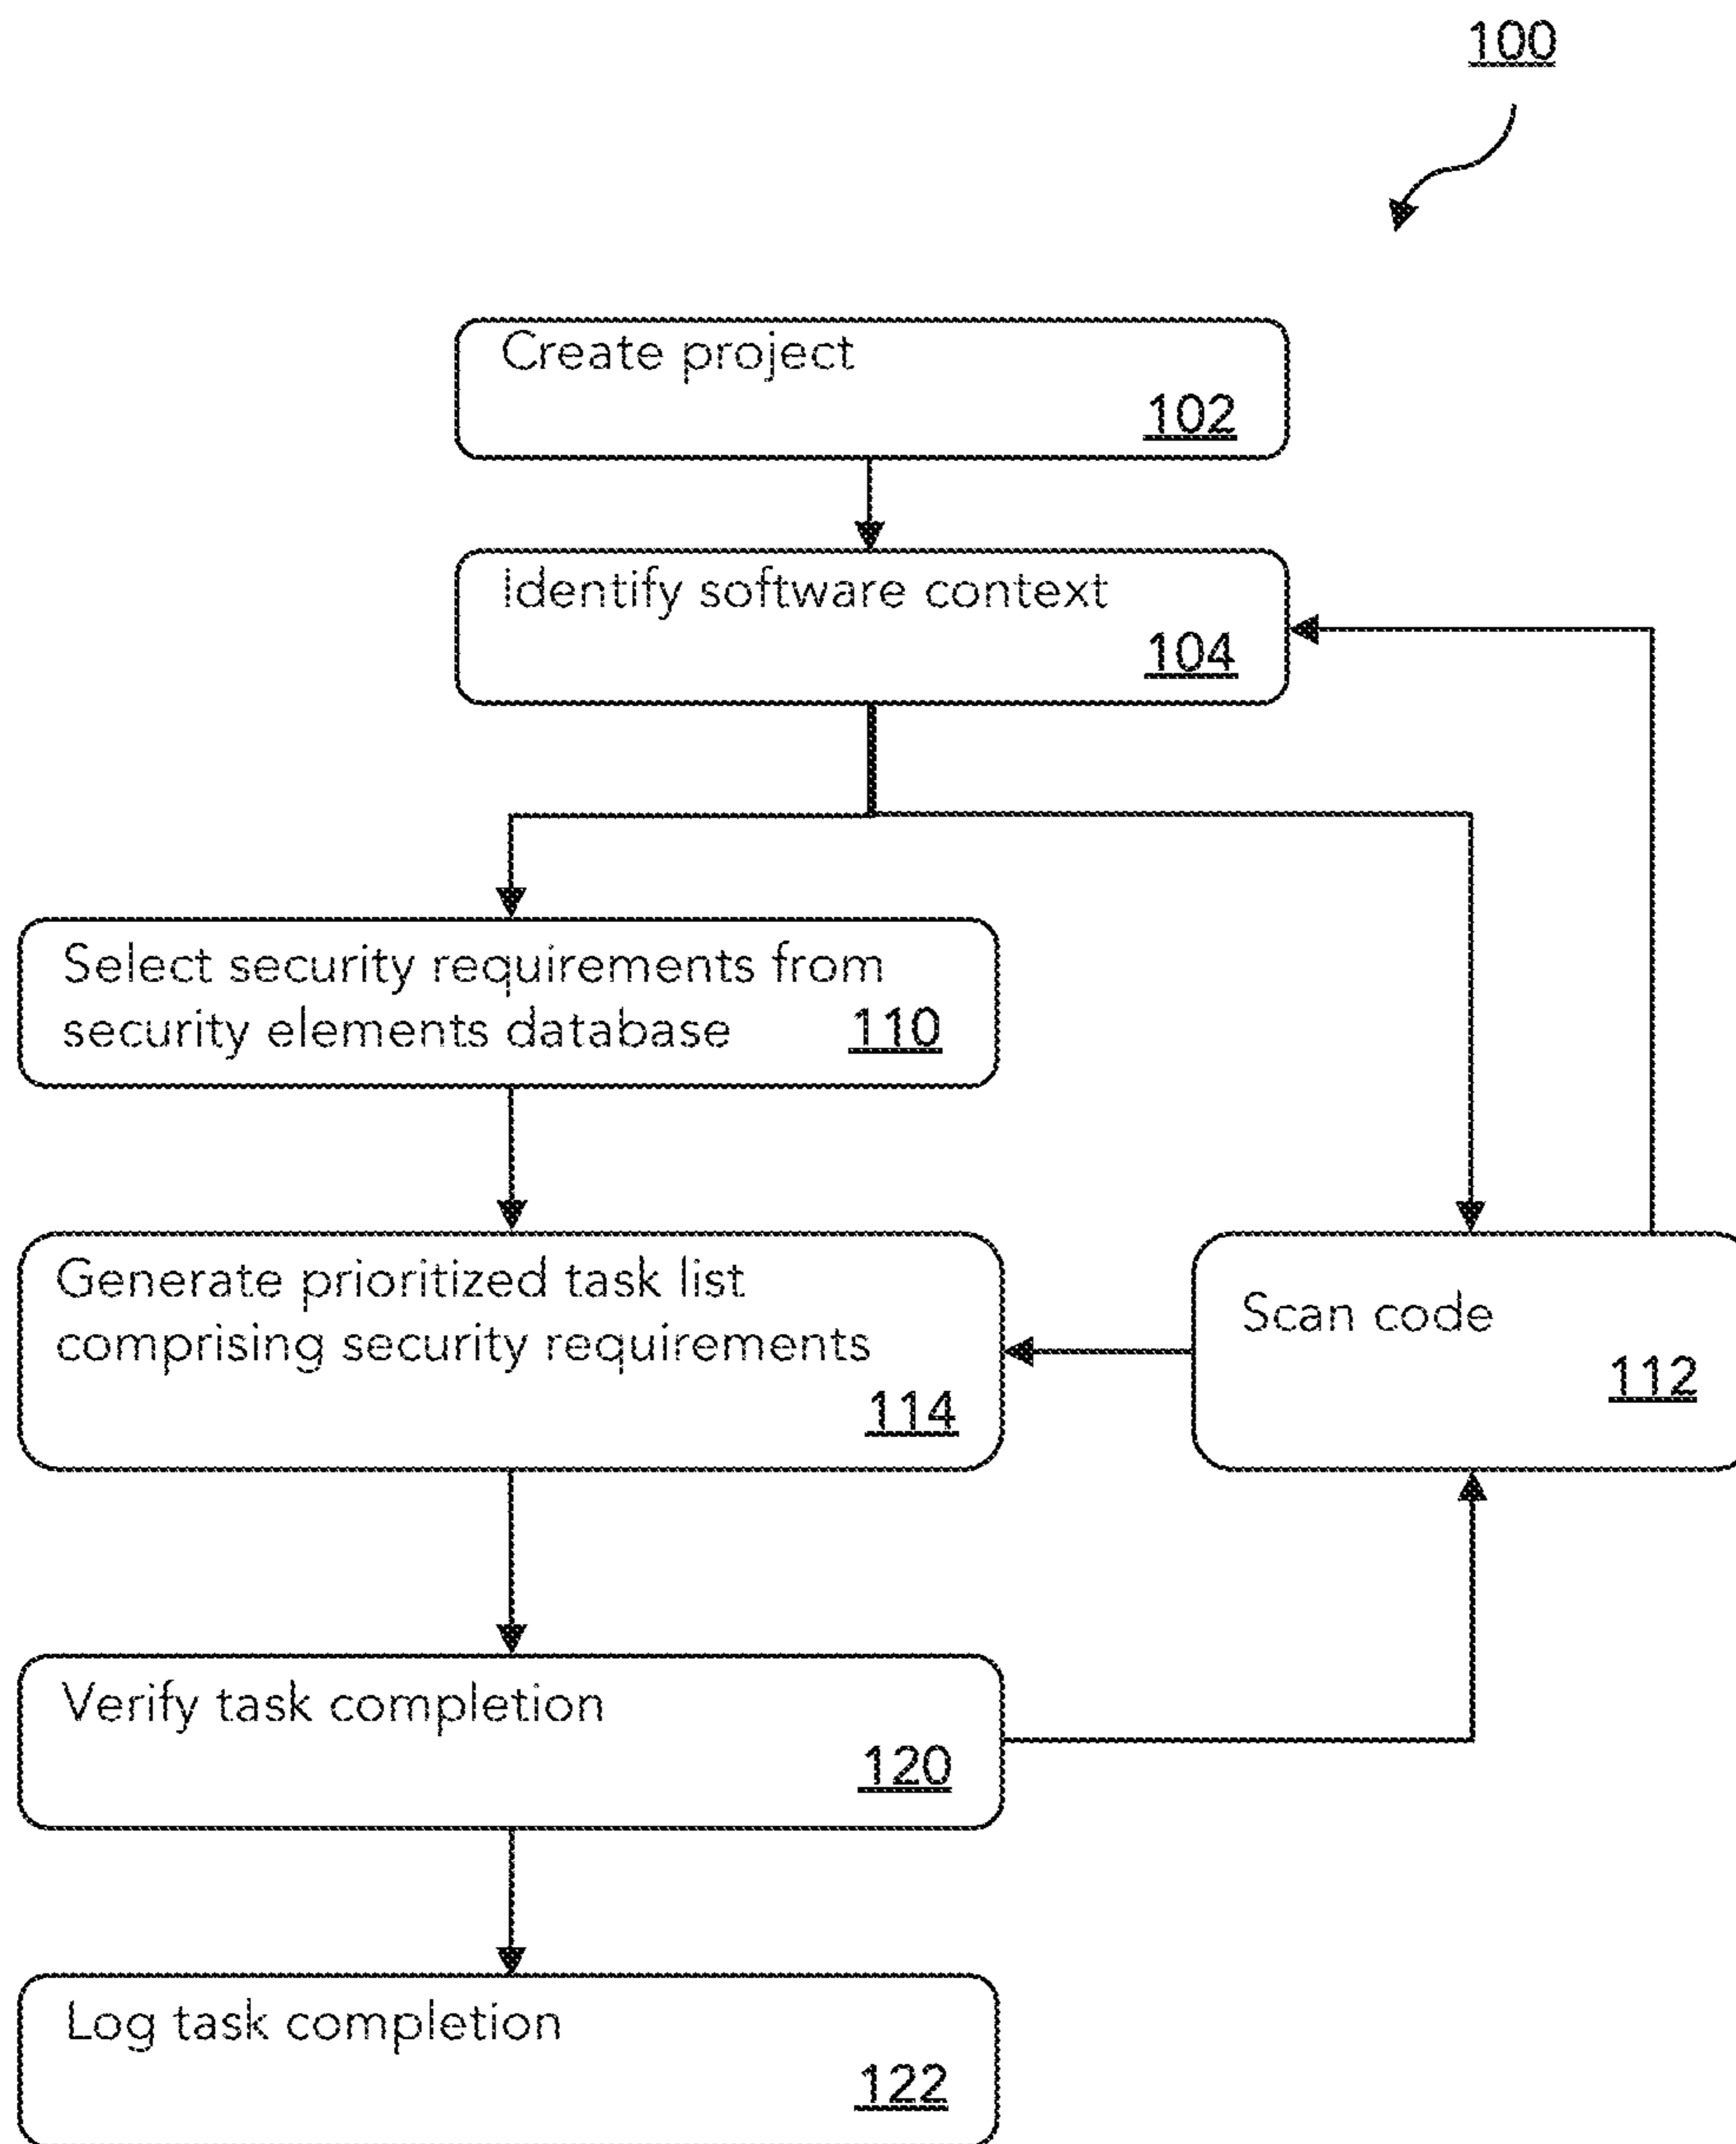 100
Create project
102
Identify software context
104
Select security requirements from
security elements database 110
Generate prioritized task list
comprising security requirements
114
Scan code
112
Verify task completion
120
Log task completion
122